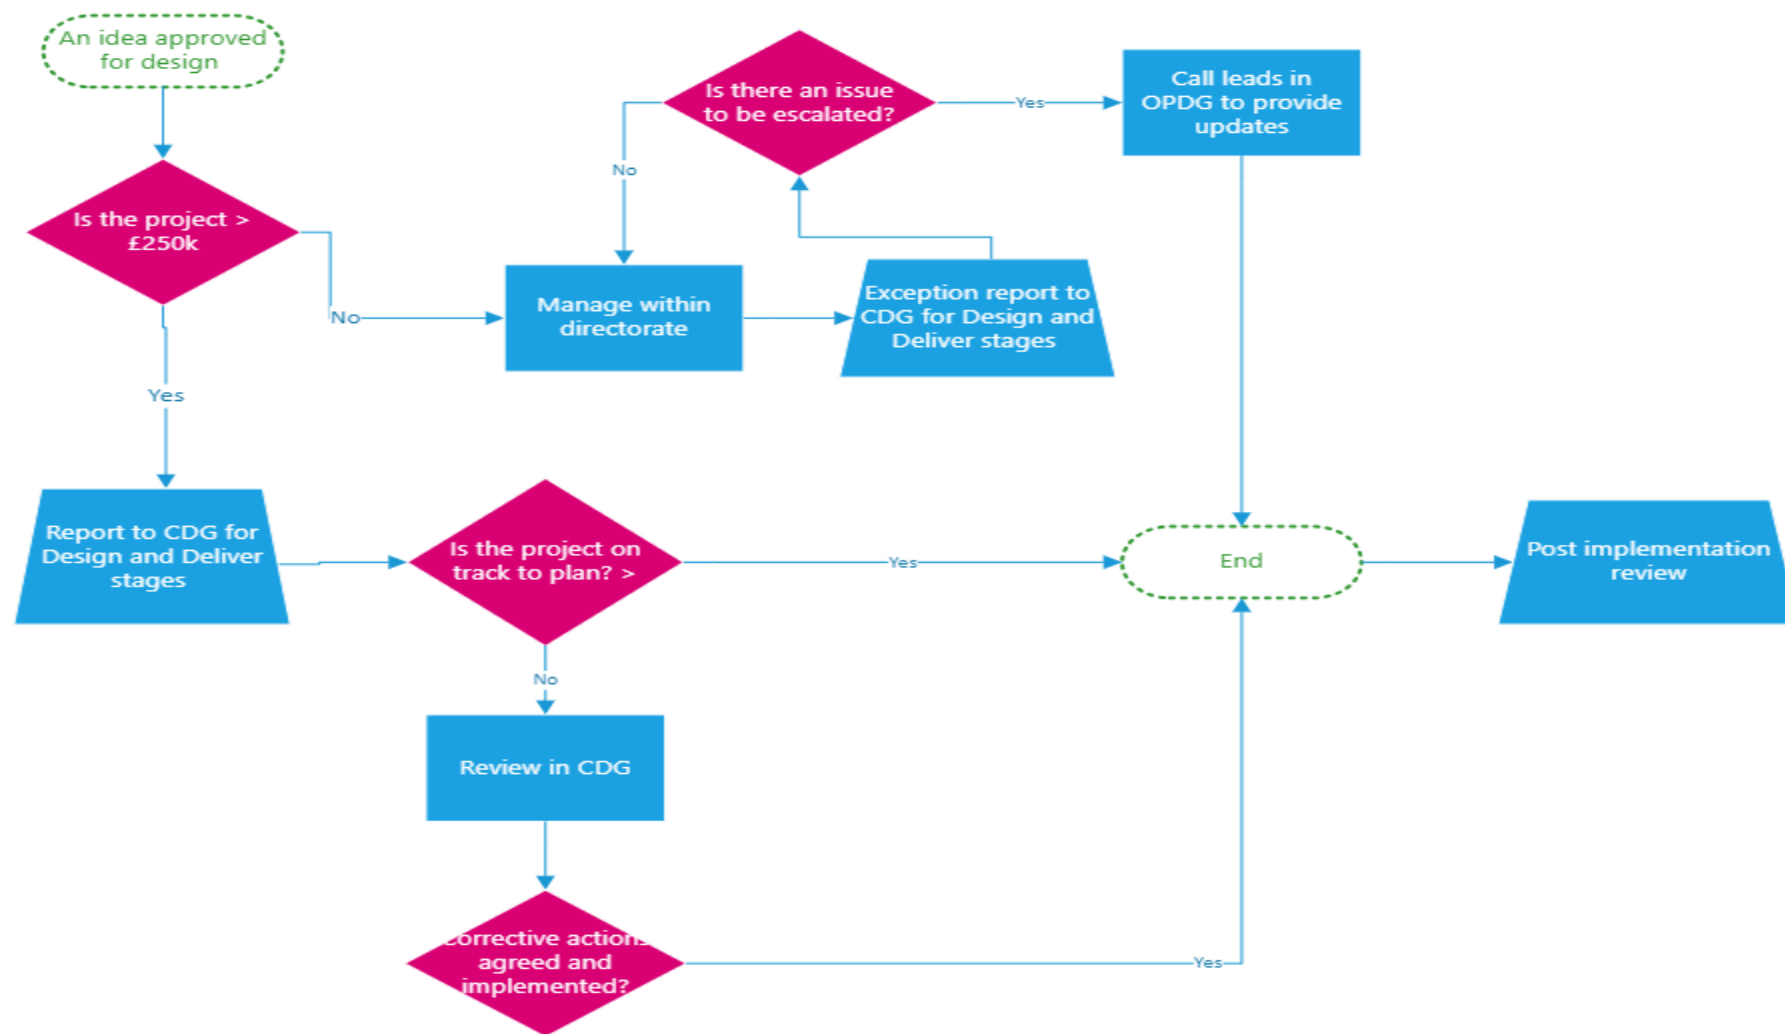 An idea approved
for design
Is the project >
£250k
No
Yes
Is there an issue
to be escalated?
Yes
No
Call leads in
OPDG to provide
updates
Manage within
directorate
Exception report to
CDG for Design and
Deliver stages
Report to CDG for
Design and Deliver
stages
Is the project on
track to plan? >
Yes
No
End
Post implementation
review
Review in CDG
Corrective actions
agreed and
implemented?
Yes